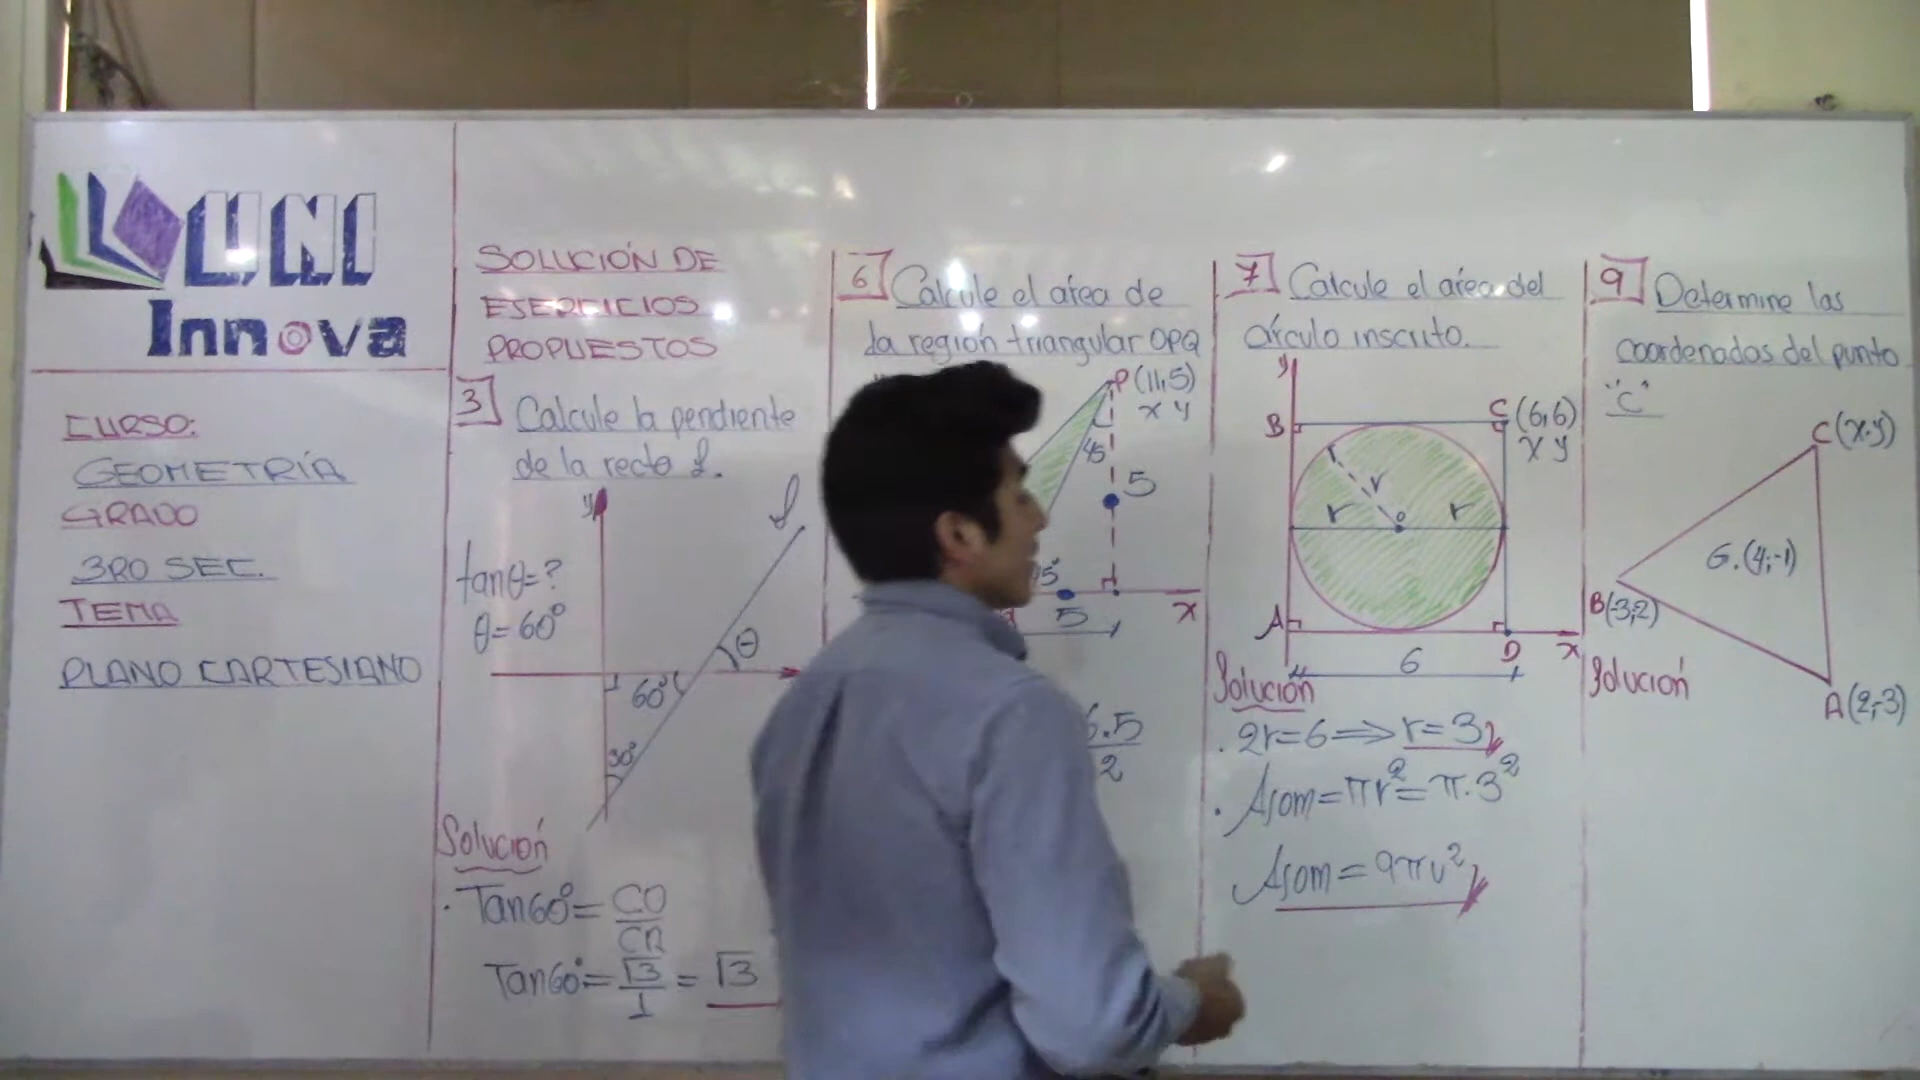 UNI
Innova
CURSO:
GEOMETRÍA
GRADO
3RO SEC.
TEMA
PLANO CARTESIANO
SOLUCIÓN DE
EJERCICIOS
PROPUESTOS
3 Calcule la pendiente
de la recta L.
y
L
tanθ=?
θ=60°
θ
60°
30°
Solución
. Tan60°= CO
CA
Tan60°= √3 = √3
1
6 Calcule el área de
la región triangular OPQ
P(11;5)
x y
45
5
5
x
6.5
2
7 Calcule el área del
círculo inscrito.
y
B
C (6;6)
x y
r
r
o
r
A
D
x
6
Solución
. 2r=6 ⟹ r=3
. Asom=πr²=π.3²
Asom=9πu²
9 Determine las
coordenadas del punto
"C"
C(x,y)
G.(4;-1)
B(-3;2)
A(2;-3)
Solución